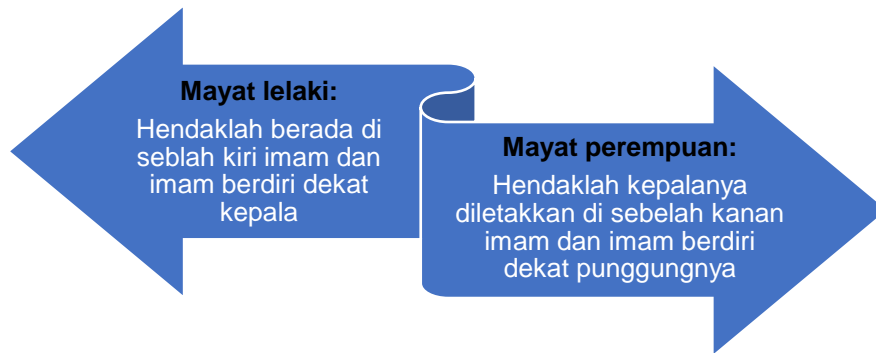 Mayat lelaki:
Hendaklah berada di
seblah kiri imam dan
imam berdiri dekat
kepala
Mayat perempuan:
Hendaklah kepalanya
diletakkan di sebelah kanan
imam dan imam berdiri
dekat punggungnya